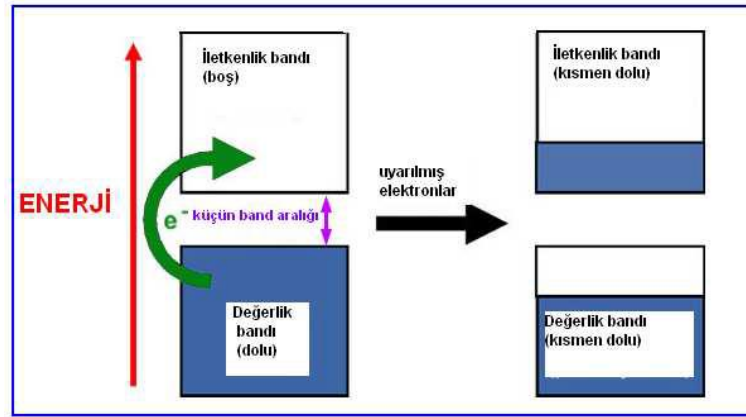 İletkenlik bandı
(boş)
İletkenlik bandı
(kısmen dolu)
uyarılmış
elektronlar
ENERJİ
e⁻ küçün band aralığı
Değerlik
bandı
(dolu)
Değerlik bandı
(kısmen dolu)